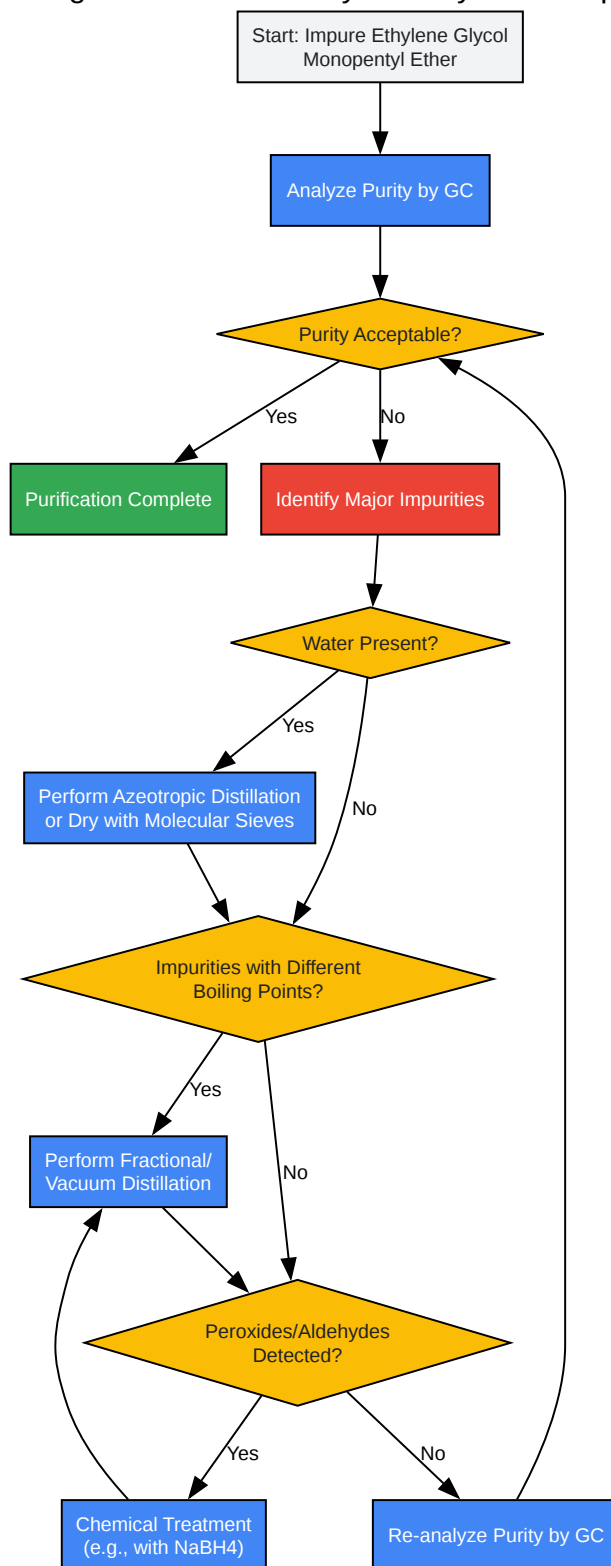 Start: Impure Ethylene Glycol
Monopentyl Ether
Analyze Purity by GC
Purity Acceptable?
Yes
No
Purification Complete
Identify Major Impurities
Water Present?
Yes
Perform Azeotropic Distillation
or Dry with Molecular Sieves
No
Impurities with Different
Boiling Points?
Yes
Perform Fractional/
Vacuum Distillation
No
Peroxides/Aldehydes
Detected?
Yes
No
Chemical Treatment
(e.g., with NaBH4)
Re-analyze Purity by GC